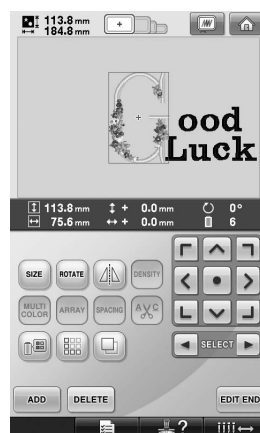 113.8 mm
184.8 mm
G ood
Luck
113.8 mm + 0.0 mm 0°
75.6 mm + 0.0 mm 6
SIZE ROTATE DENSITY
MULTI COLOR ARRAY SPACING A C
SELECT
ADD DELETE EDIT END
?